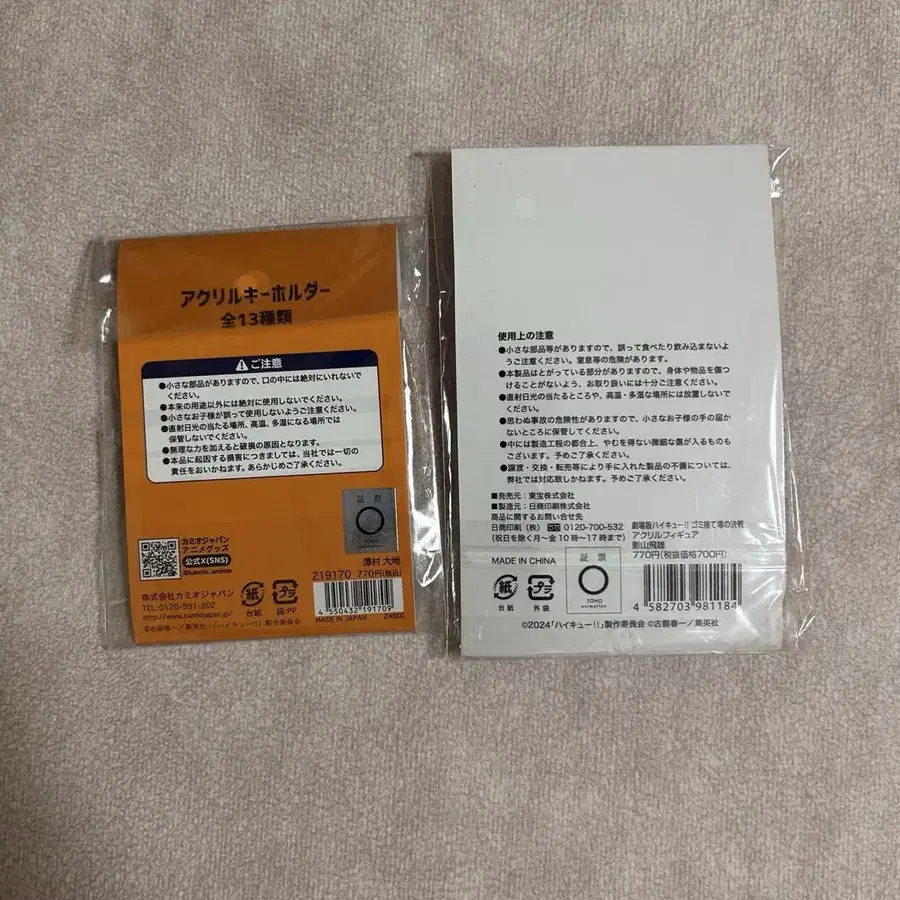 アクリルキーホルダー
全13種類
ご注意
●小さな部品がありますので、口の中には絶対にいれないで
ください。
●本来の用途以外には絶対に使用しないでください。
●小さなお子様が誤って使用しないようご注意ください。
●直射日光の当たる場所、高温、多湿になる場所では
保管しないでください。
●無理な力を加えると破損の原因となります。
●本品に起因する損害につきましては、当社では一切の
責任をおいかねます。あらかじめご了承ください。
証票
TOHO
animation
カミオジャパン
アニメグッズ
公式X(SNS)
@kamio_anime
澤村 大地
219170 770円(税込)
株式会社カミオジャパン
TEL:0120-991-802
http://www.kamiojapan.jp/
紙
台紙
プラ
袋:PP
4 550432 191709
MADE IN JAPAN
©古舘春一/集英社・「ハイキュー!!」製作委員会
使用上の注意
●小さな部品等がありますので、誤って食べたり飲み込まないよ
うご注意ください。窒息等の危険があります。
●本製品はとがっている部分がありますので、身体や物品を傷つ
けることがないよう、お取り扱いには十分ご注意ください。
●直射日光の当たるところや、高温・多湿な場所には放置しない
でください。
●思わぬ事故の危険性がありますので、小さなお子様の手の届か
ないところに保管してください。
●中には製造工程の都合上、やむを得ない微細な傷が入るものも
ございます。予めご了承ください。
●譲渡・交換・転売等により手に入れた製品の不備については、
弊社では対応致しかねます。予めご了承ください。
■発売元：東宝株式会社
■製造元：日商印刷株式会社
商品に関するお問い合せ先
日商印刷（株） 0120-700-532
(祝日を除く月～金 10時～17時まで)
劇場版ハイキュー!! ゴミ捨て場の決戦
アクリルフィギュア
影山飛雄
770円(税抜価格700円)
MADE IN CHINA
紙
台紙
プラ
外袋
証票
TOHO
animation
4 582703 981184
©2024「ハイキュー!!」製作委員会 ©古舘春一/集英社